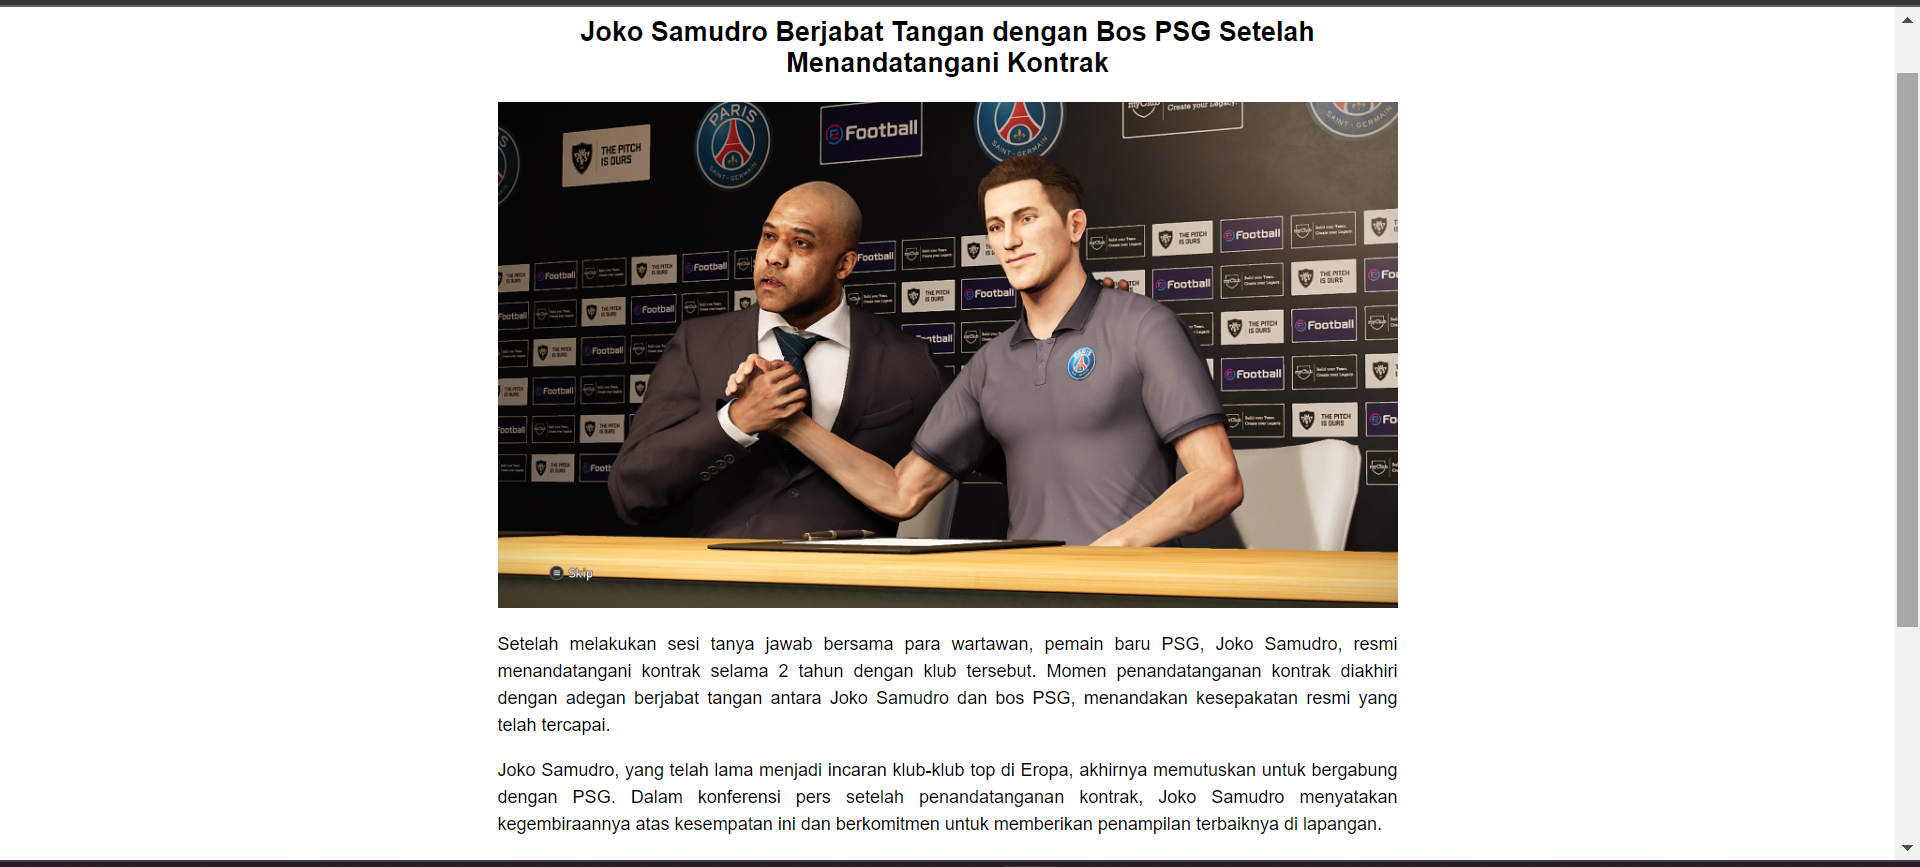 Joko Samudro Berjabat Tangan dengan Bos PSG Setelah
Menandatangani Kontrak
PARIS
SAINT-GERMAIN
THE PITCH
IS OURS
eFootball
myClub
Create your Legacy.
PARIS
Skip
Setelah melakukan sesi tanya jawab bersama para wartawan, pemain baru PSG, Joko Samudro, resmi
menandatangani kontrak selama 2 tahun dengan klub tersebut. Momen penandatanganan kontrak diakhiri
dengan adegan berjabat tangan antara Joko Samudro dan bos PSG, menandakan kesepakatan resmi yang
telah tercapai.
Joko Samudro, yang telah lama menjadi incaran klub-klub top di Eropa, akhirnya memutuskan untuk bergabung
dengan PSG. Dalam konferensi pers setelah penandatanganan kontrak, Joko Samudro menyatakan
kegembiraannya atas kesempatan ini dan berkomitmen untuk memberikan penampilan terbaiknya di lapangan.